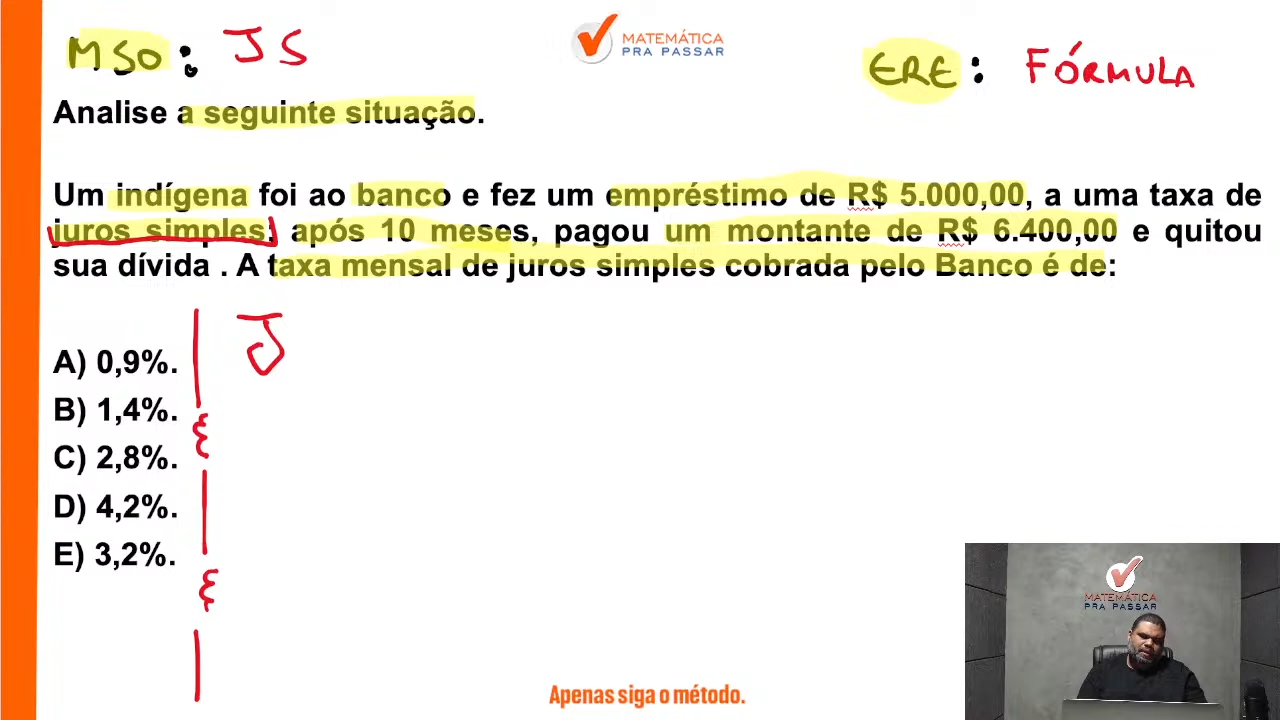 MSO: JS
MATEMÁTICA
PRA PASSAR
ERE: FÓRMULA
Analise a seguinte situação.
Um indígena foi ao banco e fez um empréstimo de R$ 5.000,00, a uma taxa de
juros simples; após 10 meses, pagou um montante de R$ 6.400,00 e quitou
sua dívida . A taxa mensal de juros simples cobrada pelo Banco é de:
J
A) 0,9%.
B) 1,4%.
C) 2,8%.
D) 4,2%.
E) 3,2%.
MATEMÁTICA
PRA PASSAR
Apenas siga o método.